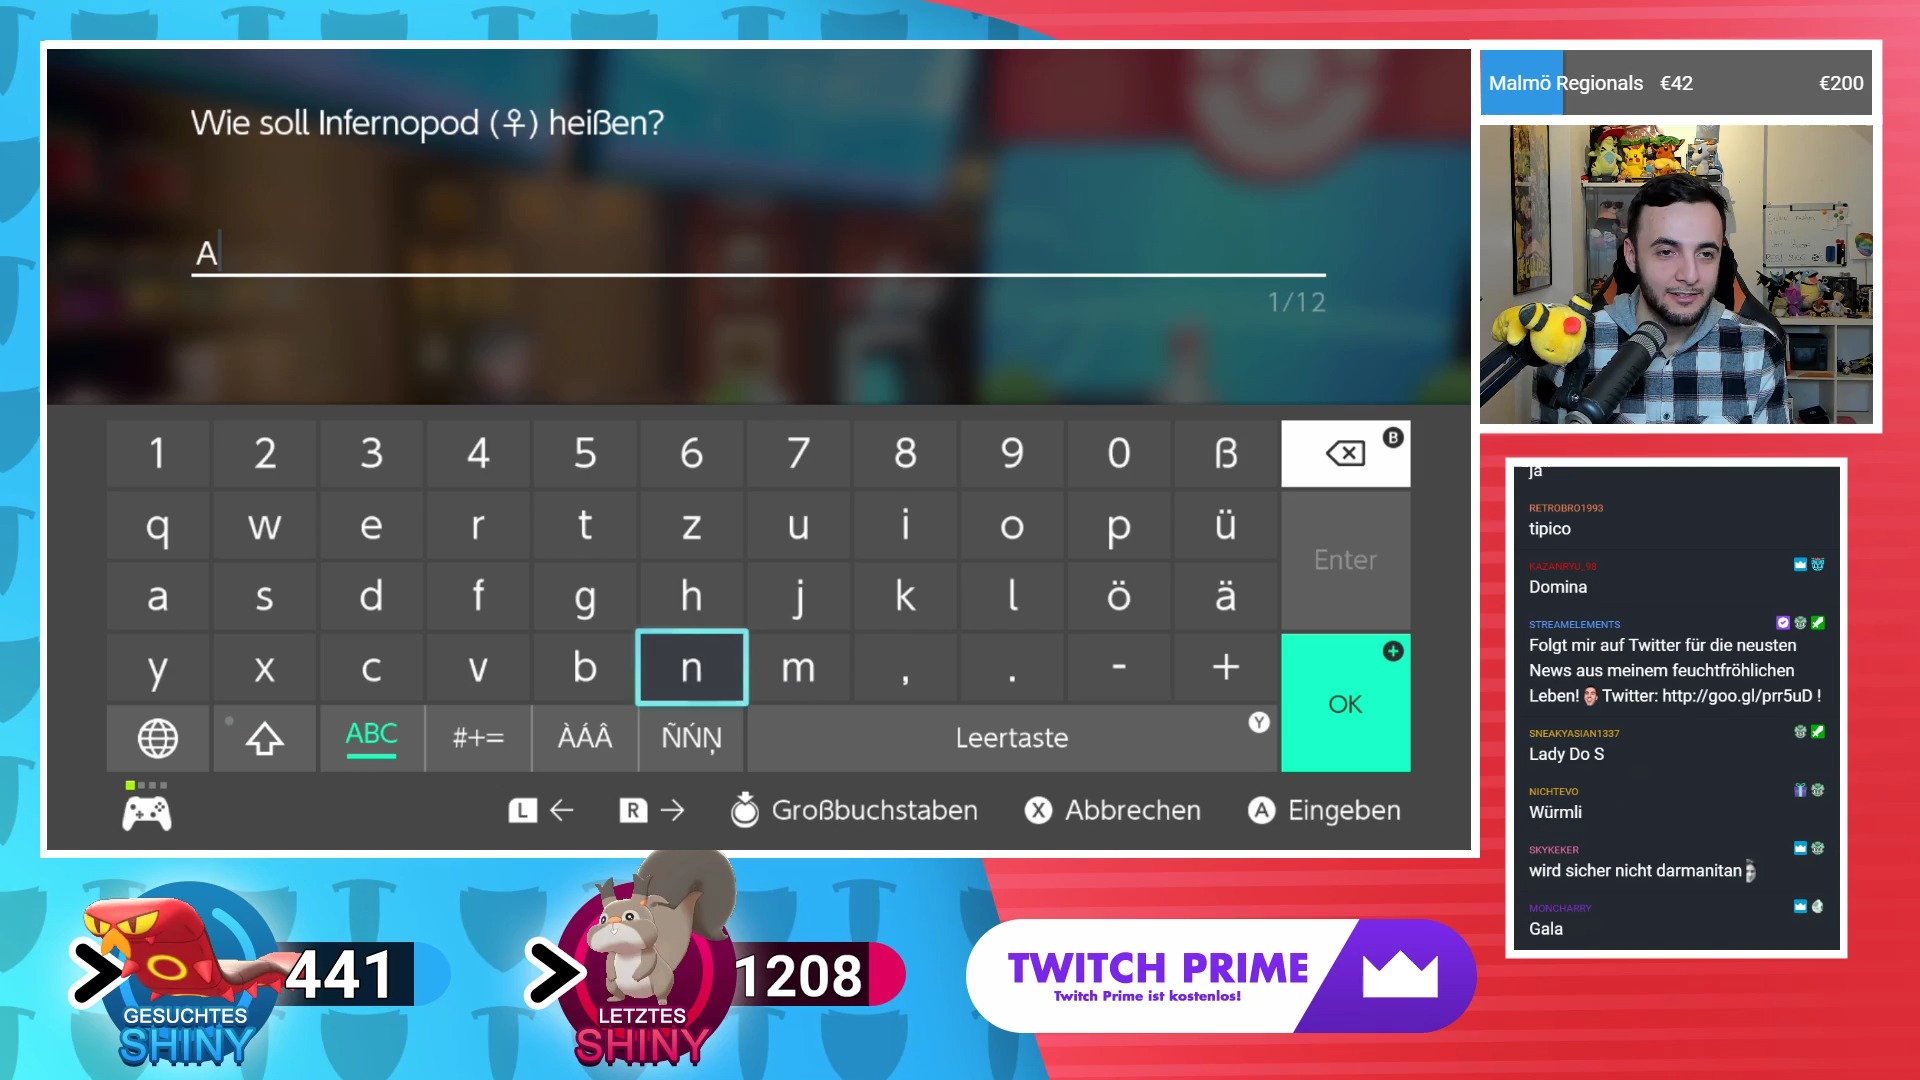 Wie soll Infernopod (♀) heißen?
A
1/12
1 2 3 4 5 6 7 8 9 0 ß
B
q w e r t z u i o p ü
Enter
a s d f g h j k l ö ä
y x c v b n m , . - +
OK
ABC #+= ÀÁÂ ÑŃŅ Leertaste Y
L ← R → Großbuchstaben X Abbrechen A Eingeben
Malmö Regionals €42 €200
ja
RETROBRO1993
tipico
KAZANRYU_98
Domina
STREAMELEMENTS
Folgt mir auf Twitter für die neusten
News aus meinem feuchtfröhlichen
Leben! Twitter: http://goo.gl/prr5uD !
SNEAKYASIAN1337
Lady Do S
NICHTEVO
Würmli
SKYKEKER
wird sicher nicht darmanitan
MONCHARRY
Gala
441
GESUCHTES
SHINY
1208
LETZTES
SHINY
TWITCH PRIME
Twitch Prime ist kostenlos!